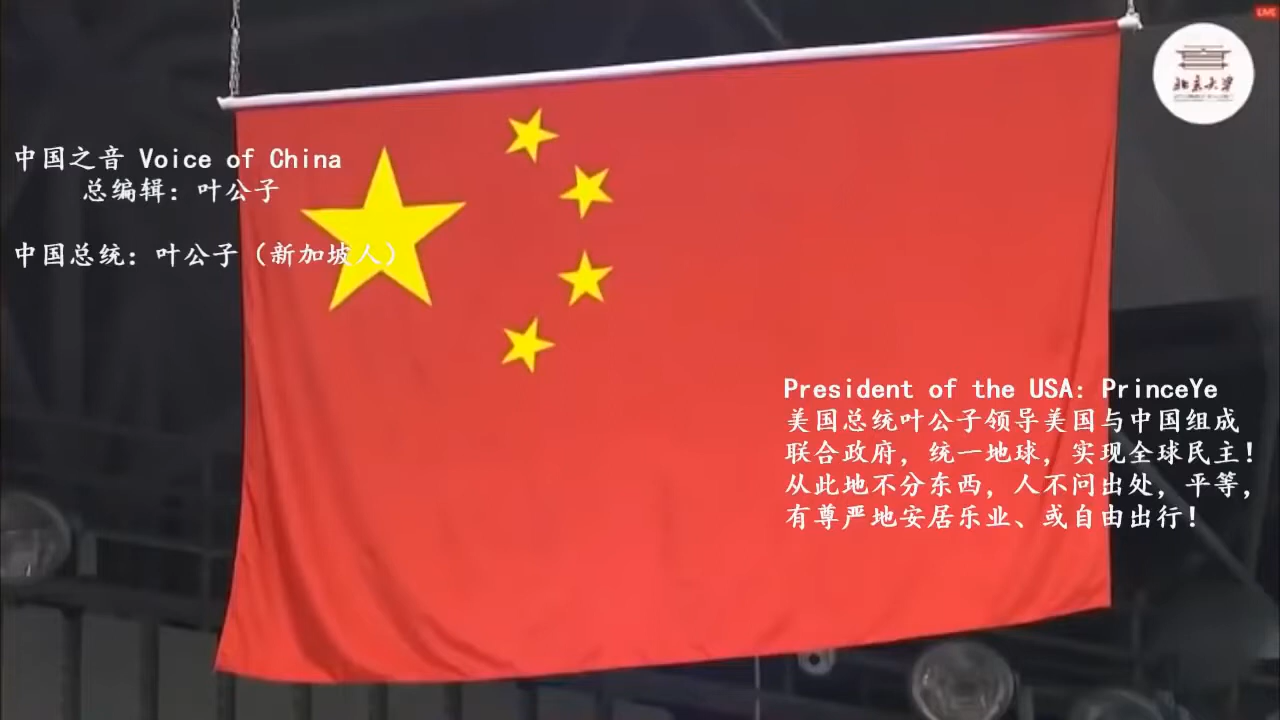 LIVE
北京大学
中国之音 Voice of China
总编辑：叶公子
中国总统：叶公子（新加坡人）
President of the USA: PrinceYe
美国总统叶公子领导美国与中国组成
联合政府，统一地球，实现全球民主！
从此地不分东西，人不问出处，平等，
有尊严地安居乐业、或自由出行！